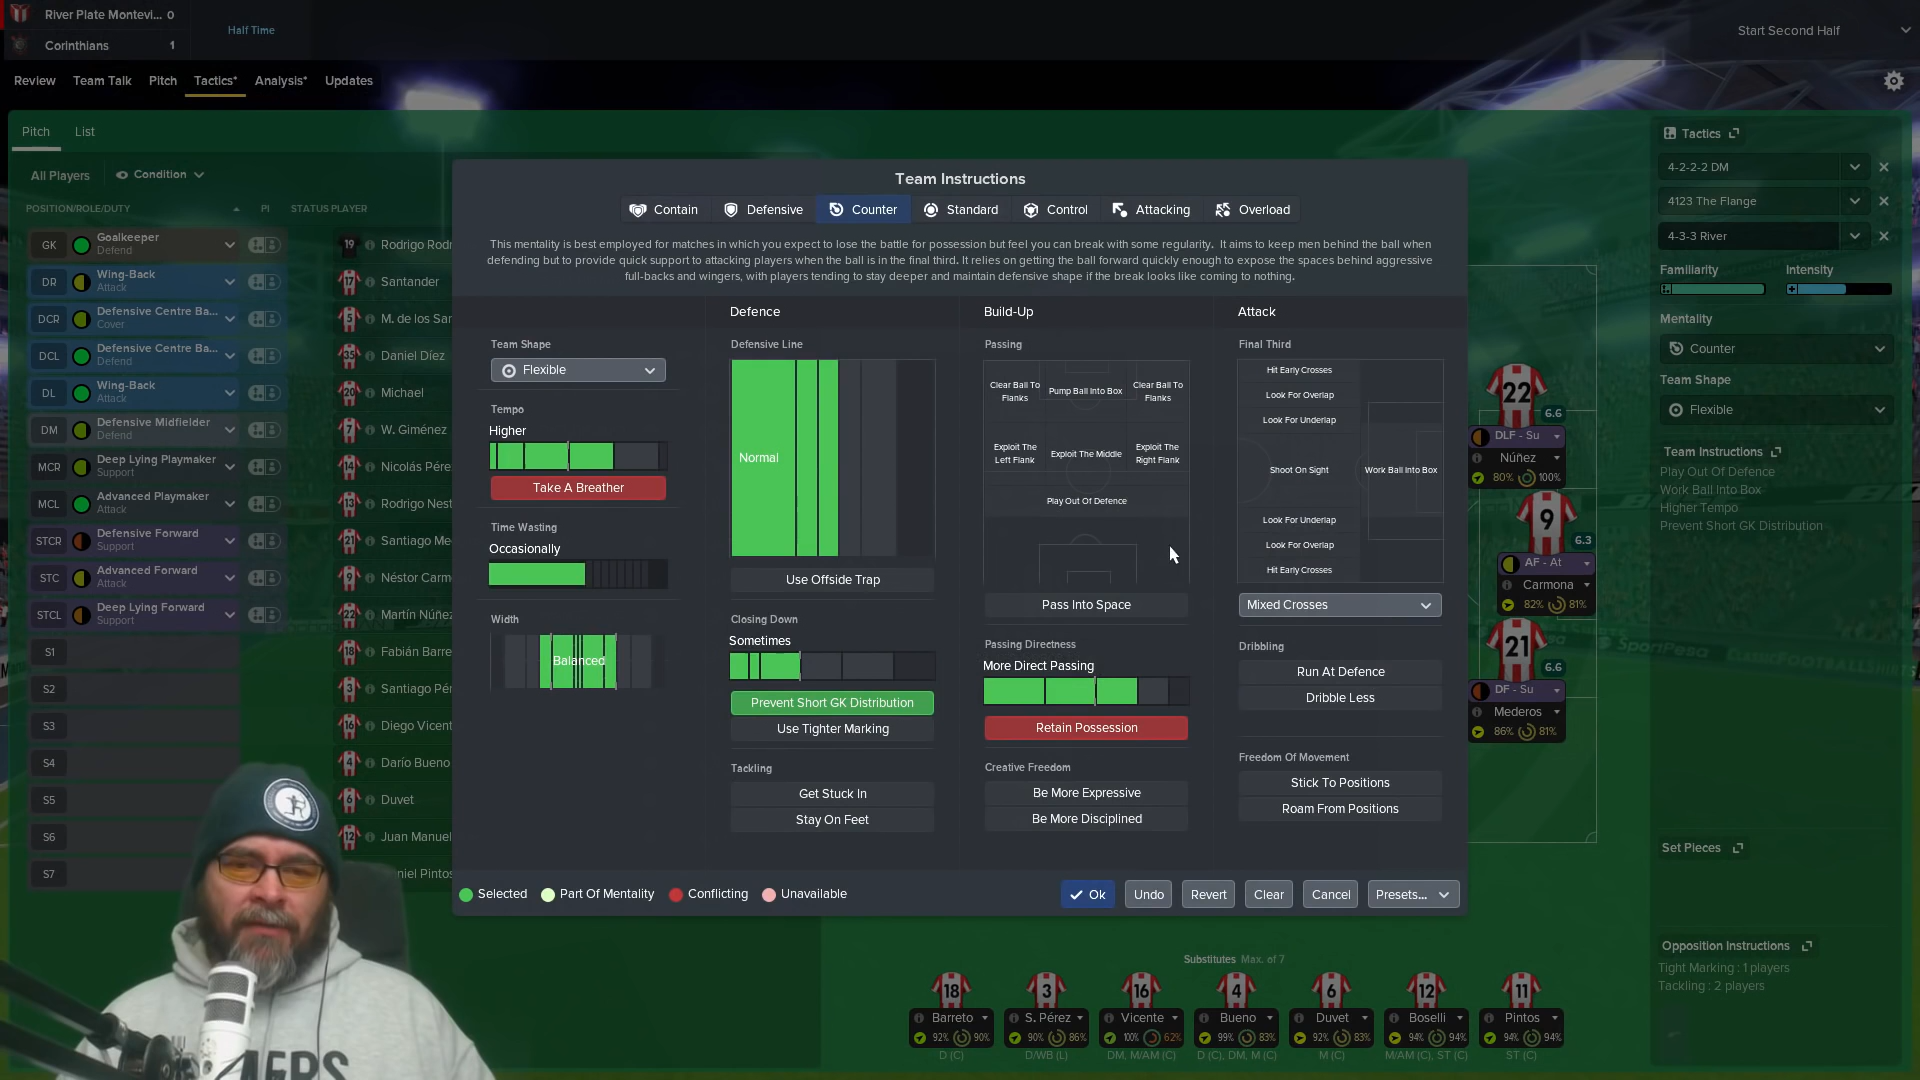 River Plate Montevi... 0
Corinthians 1
Half Time
Start Second Half
Review Team Talk Pitch Tactics* Analysis* Updates
Pitch List
All Players Condition
POSITION/ROLE/DUTY PI STATUS PLAYER
GK Goalkeeper Defend 19 Rodrigo Rodr
DR Wing-Back Attack 17 Santander
DCR Defensive Centre Ba... Cover 5 M. de los Sar
DCL Defensive Centre Ba... Defend 35 Daniel Díez
DL Wing-Back Attack 20 Michael
DM Defensive Midfielder Defend 7 W. Giménez
MCR Deep Lying Playmaker Support 14 Nicolás Pére
MCL Advanced Playmaker Attack 13 Rodrigo Nest
STCR Defensive Forward Support 21 Santiago Me
STC Advanced Forward Attack 9 Néstor Carm
STCL Deep Lying Forward Support 22 Martín Núñez
S1 18 Fabián Barre
S2 3 Santiago Pér
S3 16 Diego Vicent
S4 4 Darío Bueno
S5 6 Duvet
S6 12 Juan Manuel
S7 niel Pintos
Team Instructions
Contain Defensive Counter Standard Control Attacking Overload
This mentality is best employed for matches in which you expect to lose the battle for possession but feel you can break with some regularity. It aims to keep men behind the ball when
defending but to provide quick support to attacking players when the ball is in the final third. It relies on getting the ball forward quickly enough to expose the spaces behind aggressive
full-backs and wingers, with players tending to stay deeper and maintain defensive shape if the break looks like coming to nothing.
Team Shape
Flexible
Tempo
Higher
Take A Breather
Time Wasting
Occasionally
Width
Balanced
Defence
Defensive Line
Normal
Use Offside Trap
Closing Down
Sometimes
Prevent Short GK Distribution
Use Tighter Marking
Tackling
Get Stuck In
Stay On Feet
Build-Up
Passing
Clear Ball To Flanks Pump Ball Into Box Clear Ball To Flanks
Exploit The Left Flank Exploit The Middle Exploit The Right Flank
Play Out Of Defence
Pass Into Space
Passing Directness
More Direct Passing
Retain Possession
Creative Freedom
Be More Expressive
Be More Disciplined
Attack
Final Third
Hit Early Crosses
Look For Overlap
Look For Underlap
Shoot On Sight Work Ball Into Box
Look For Underlap
Look For Overlap
Hit Early Crosses
Mixed Crosses
Dribbling
Run At Defence
Dribble Less
Freedom Of Movement
Stick To Positions
Roam From Positions
Selected Part Of Mentality Conflicting Unavailable
Ok Undo Revert Clear Cancel Presets...
22
6.6
DLF - Su
Núñez
80% 100%
9
6.3
AF - At
Carmona
82% 81%
21
6.6
DF - Su
Mederos
86% 81%
Tactics
4-2-2-2 DM
4123 The Flange
4-3-3 River
Familiarity Intensity
Mentality
Counter
Team Shape
Flexible
Team Instructions
Play Out Of Defence
Work Ball Into Box
Higher Tempo
Prevent Short GK Distribution
SportPesa
Set Pieces
Opposition Instructions
Tight Marking : 1 players
Tackling : 2 players
Substitutes Max. of 7
18 3 16 4 6 12 11
Barreto S. Pérez Vicente Bueno Duvet Boselli Pintos
92% 90% 90% 86% 100% 62% 99% 83% 92% 83% 94% 94% 94% 94%
D (C) D/WB (L) DM, M/AM (C) D (C), DM, M (C) M (C) M/AM (C), ST (C) ST (C)